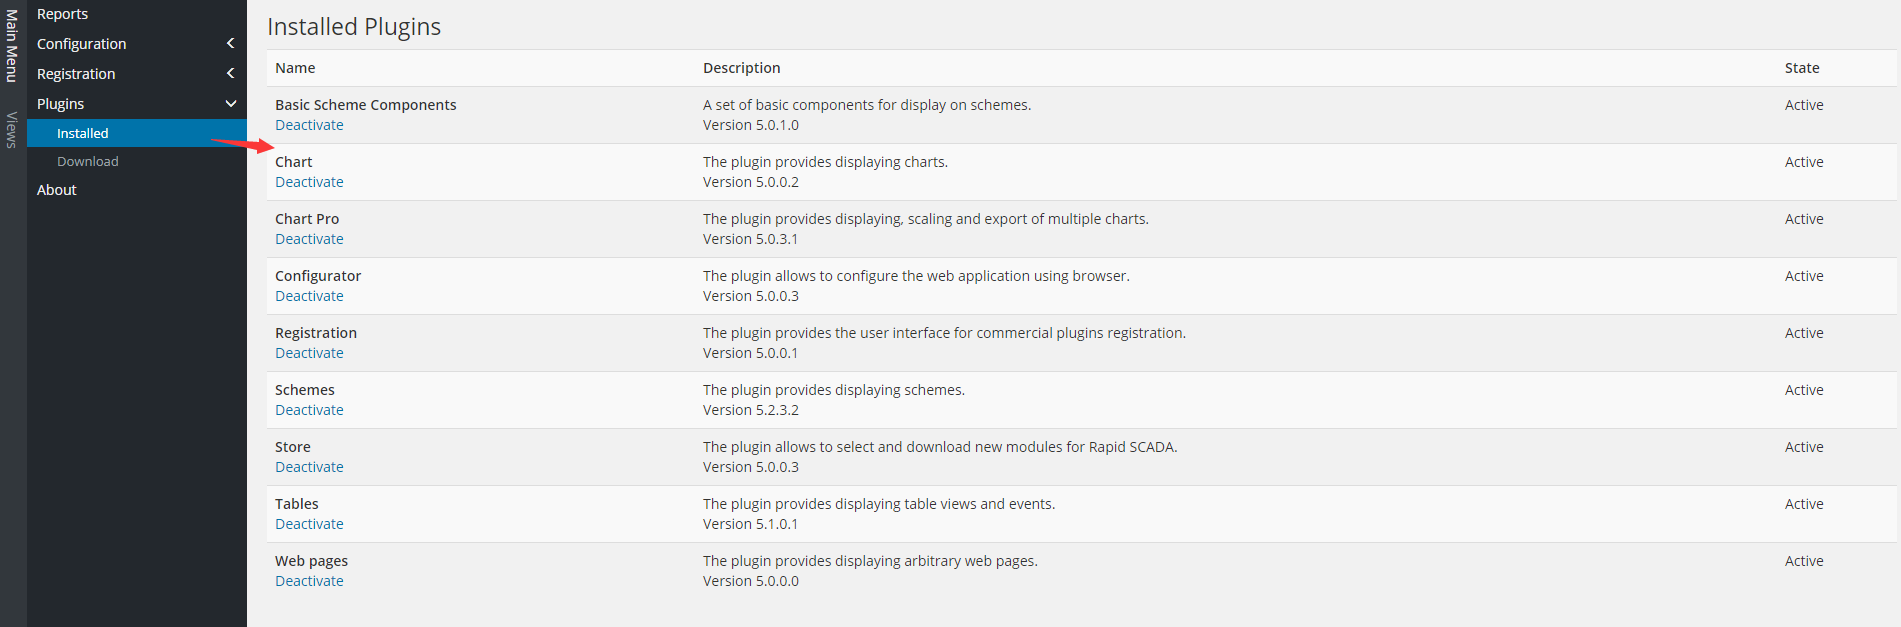 Main Menu
Views
Reports
Configuration
Registration
Plugins
Installed
Download
About
Installed Plugins
Name Description State
Basic Scheme Components A set of basic components for display on schemes. Active
Deactivate Version 5.0.1.0
Chart The plugin provides displaying charts. Active
Deactivate Version 5.0.0.2
Chart Pro The plugin provides displaying, scaling and export of multiple charts. Active
Deactivate Version 5.0.3.1
Configurator The plugin allows to configure the web application using browser. Active
Deactivate Version 5.0.0.3
Registration The plugin provides the user interface for commercial plugins registration. Active
Deactivate Version 5.0.0.1
Schemes The plugin provides displaying schemes. Active
Deactivate Version 5.2.3.2
Store The plugin allows to select and download new modules for Rapid SCADA. Active
Deactivate Version 5.0.0.3
Tables The plugin provides displaying table views and events. Active
Deactivate Version 5.1.0.1
Web pages The plugin provides displaying arbitrary web pages. Active
Deactivate Version 5.0.0.0